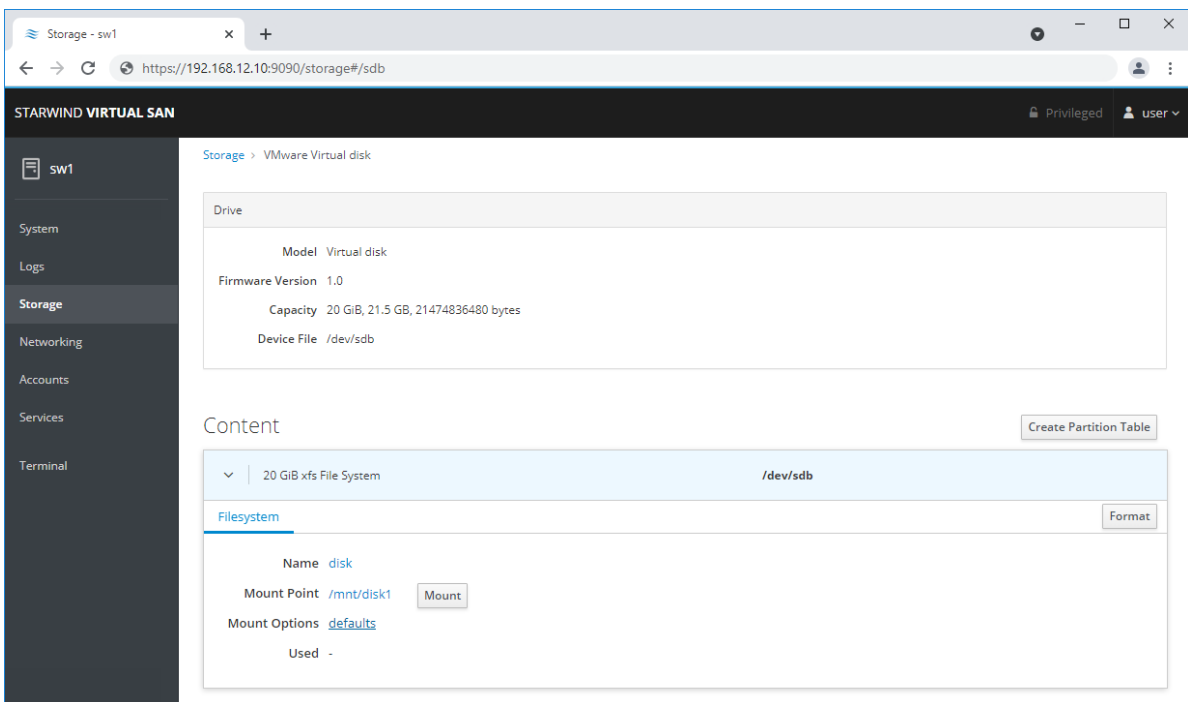 Storage - sw1
https://192.168.12.10:9090/storage#/sdb
STARWIND VIRTUAL SAN
Privileged
user
sw1
System
Logs
Storage
Networking
Accounts
Services
Terminal
Storage > VMware Virtual disk
Drive
Model Virtual disk
Firmware Version 1.0
Capacity 20 GiB, 21.5 GB, 21474836480 bytes
Device File /dev/sdb
Content
Create Partition Table
20 GiB xfs File System /dev/sdb
Filesystem
Format
Name disk
Mount Point /mnt/disk1 Mount
Mount Options defaults
Used -